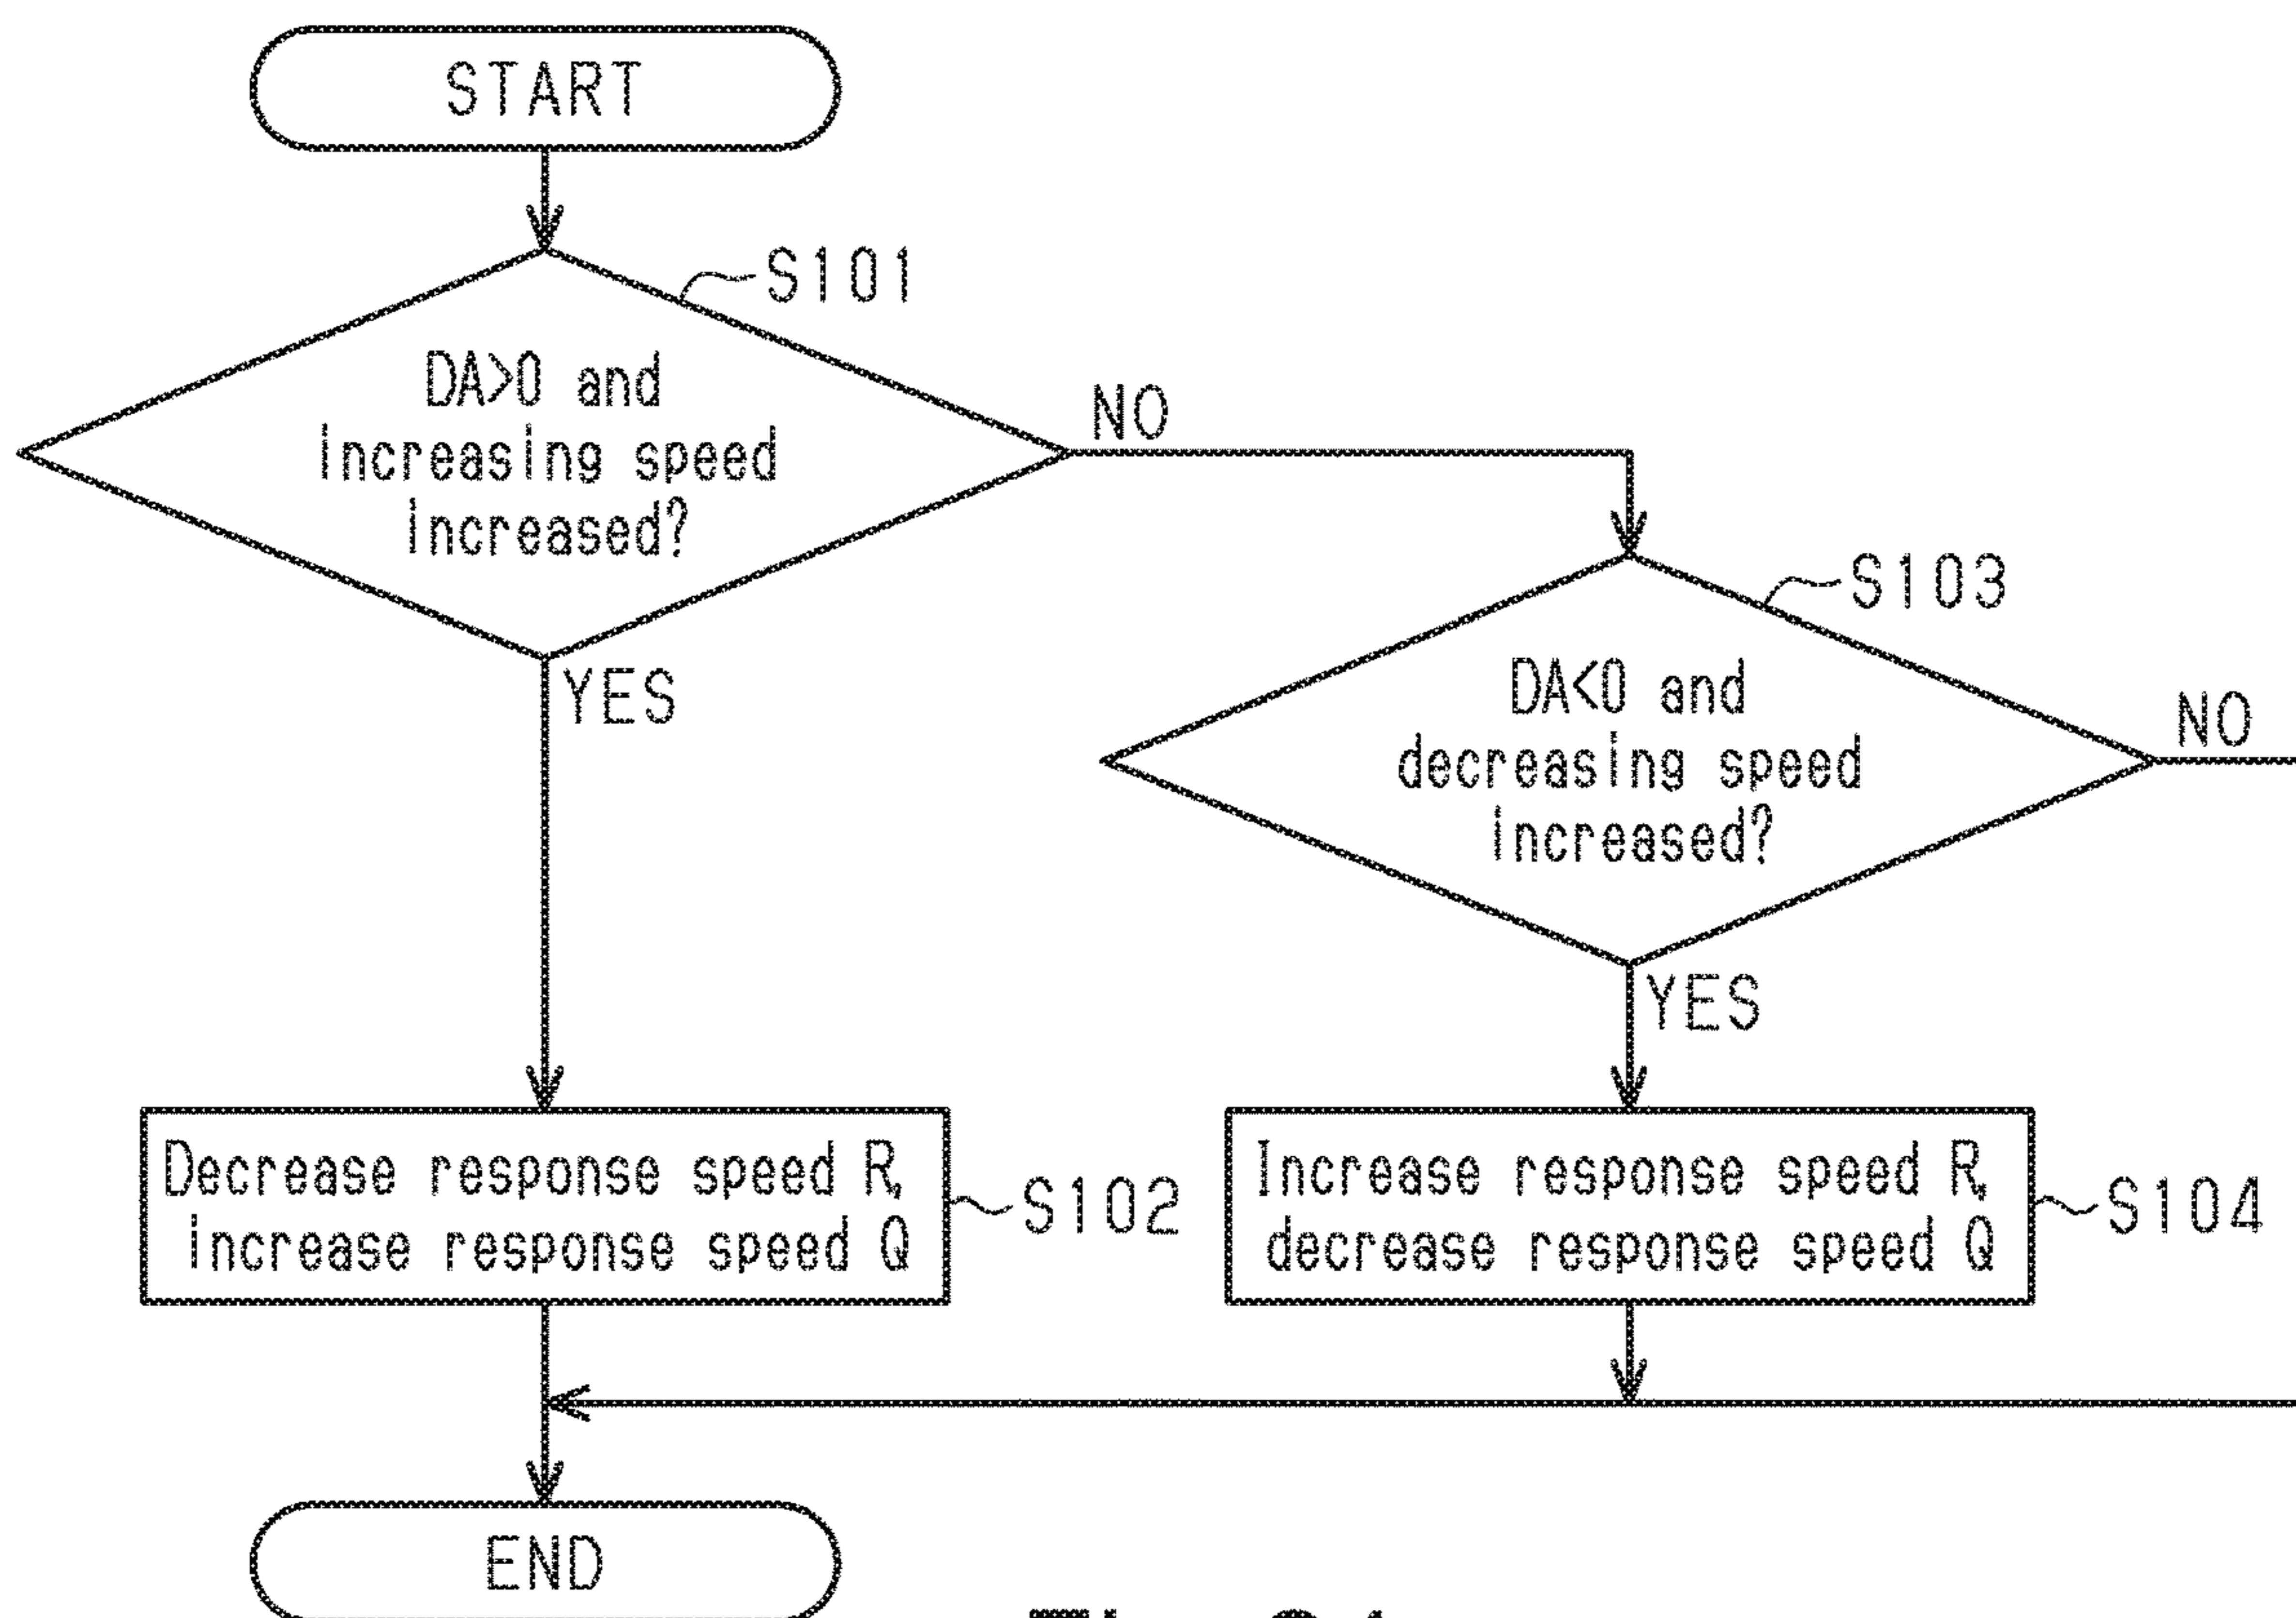 START
S101
DA>0 and
increasing speed
increased?
NO
YES
S103
DA<0 and
decreasing speed
increased?
NO
YES
Decrease response speed R,
increase response speed Q
S102
Increase response speed R,
decrease response speed Q
S104
END